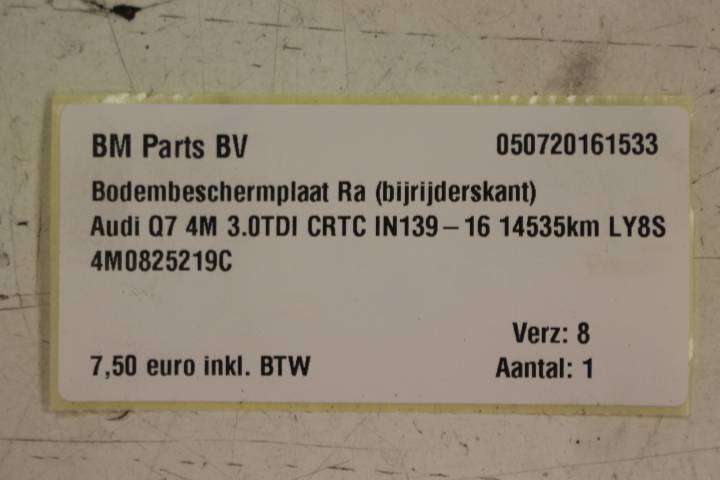 BM Parts BV 050720161533
Bodembeschermplaat Ra (bijrijderskant)
Audi Q7 4M 3.0TDI CRTC IN139-16 14535km LY8S
4M0825219C
Verz: 8
7,50 euro inkl. BTW Aantal: 1